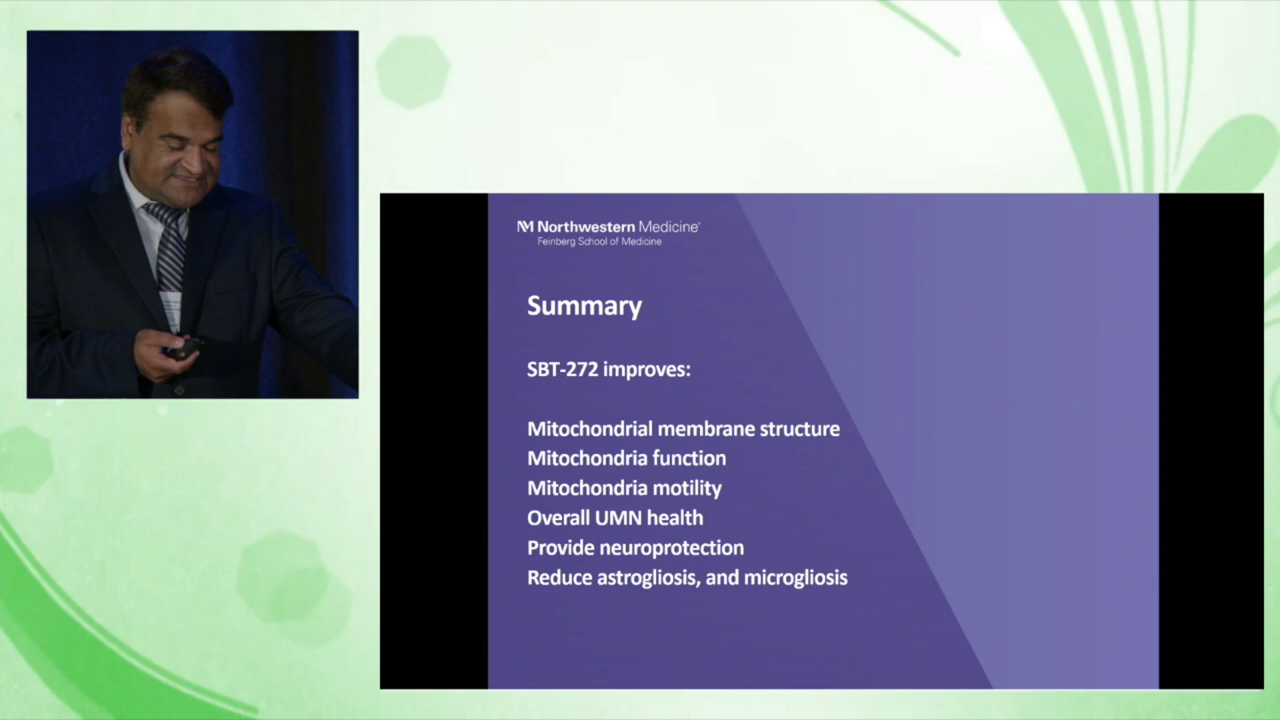 Northwestern Medicine®
Feinberg School of Medicine
Summary
SBT-272 improves:
Mitochondrial membrane structure
Mitochondria function
Mitochondria motility
Overall UMN health
Provide neuroprotection
Reduce astrogliosis, and microgliosis